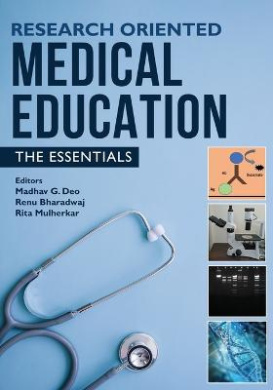 RESEARCH ORIENTED
MEDICAL
EDUCATION
THE ESSENTIALS
Editors
Madhav G. Deo
Renu Bharadwaj
Rita Mulherkar